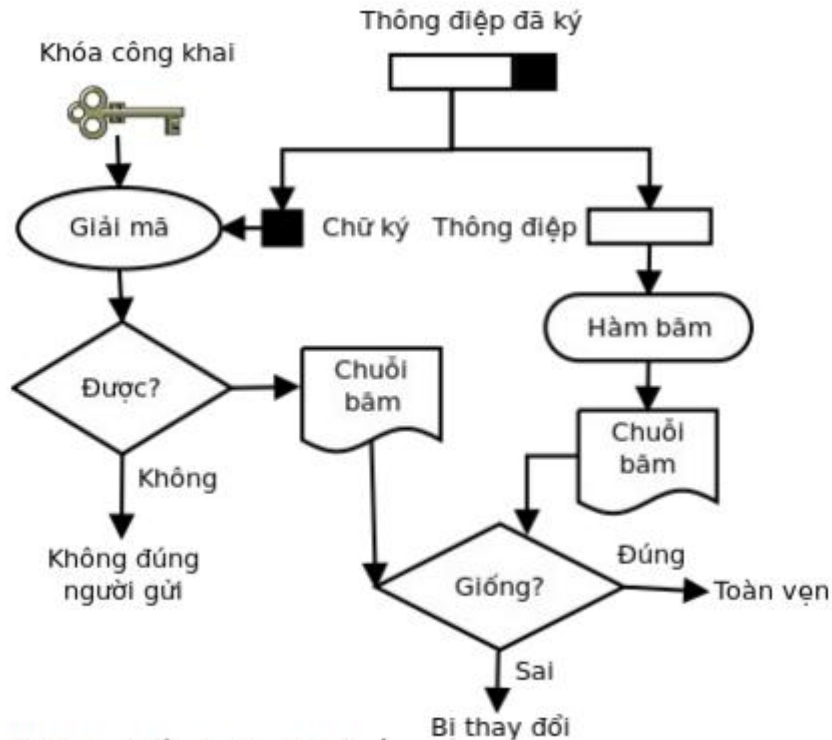 Thông điệp đã ký
Khóa công khai
Giải mã
Chữ ký
Thông điệp
Hàm băm
Được?
Chuỗi
băm
Chuỗi
băm
Không
Không đúng
người gửi
Giống?
Đúng
Toàn vẹn
Sai
Bị thay đổi